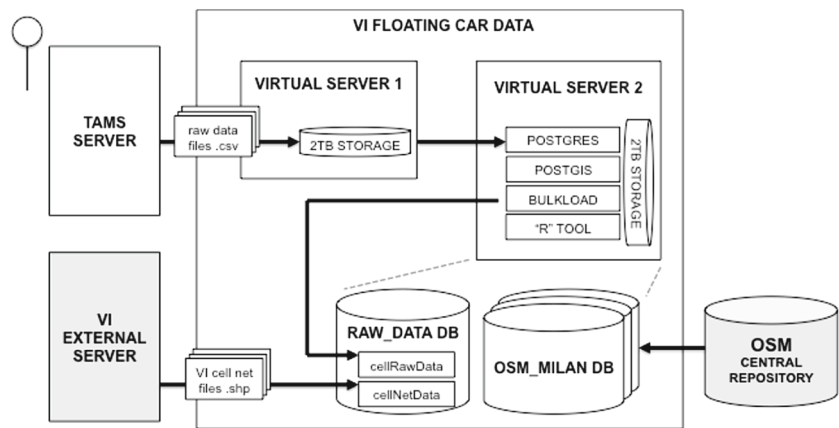 VI FLOATING CAR DATA
TAMS
SERVER
raw data
files .csv
VIRTUAL SERVER 1
2TB STORAGE
VIRTUAL SERVER 2
POSTGRES
POSTGIS
BULKLOAD
"R" TOOL
2TB STORAGE
VI
EXTERNAL
SERVER
VI cell net
files .shp
RAW_DATA DB
cellRawData
cellNetData
OSM_MILAN DB
OSM
CENTRAL
REPOSITORY